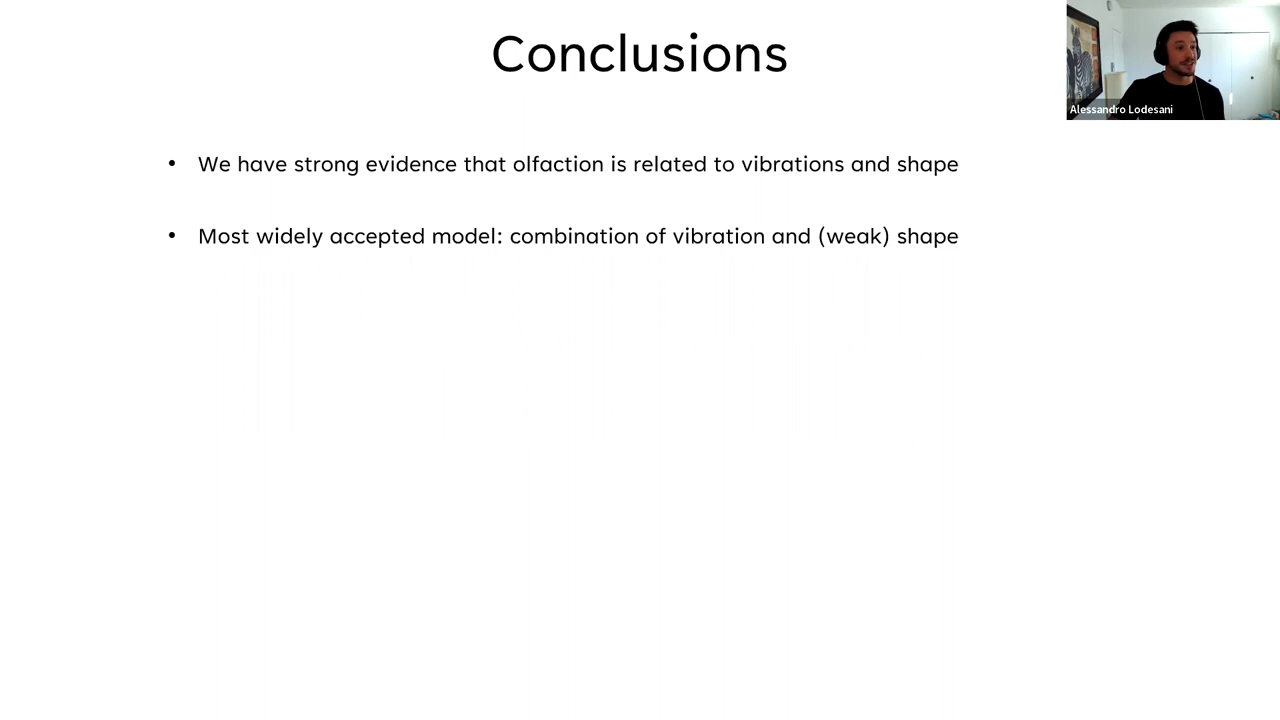 Conclusions
Alessandro Lodesani
• We have strong evidence that olfaction is related to vibrations and shape
• Most widely accepted model: combination of vibration and (weak) shape